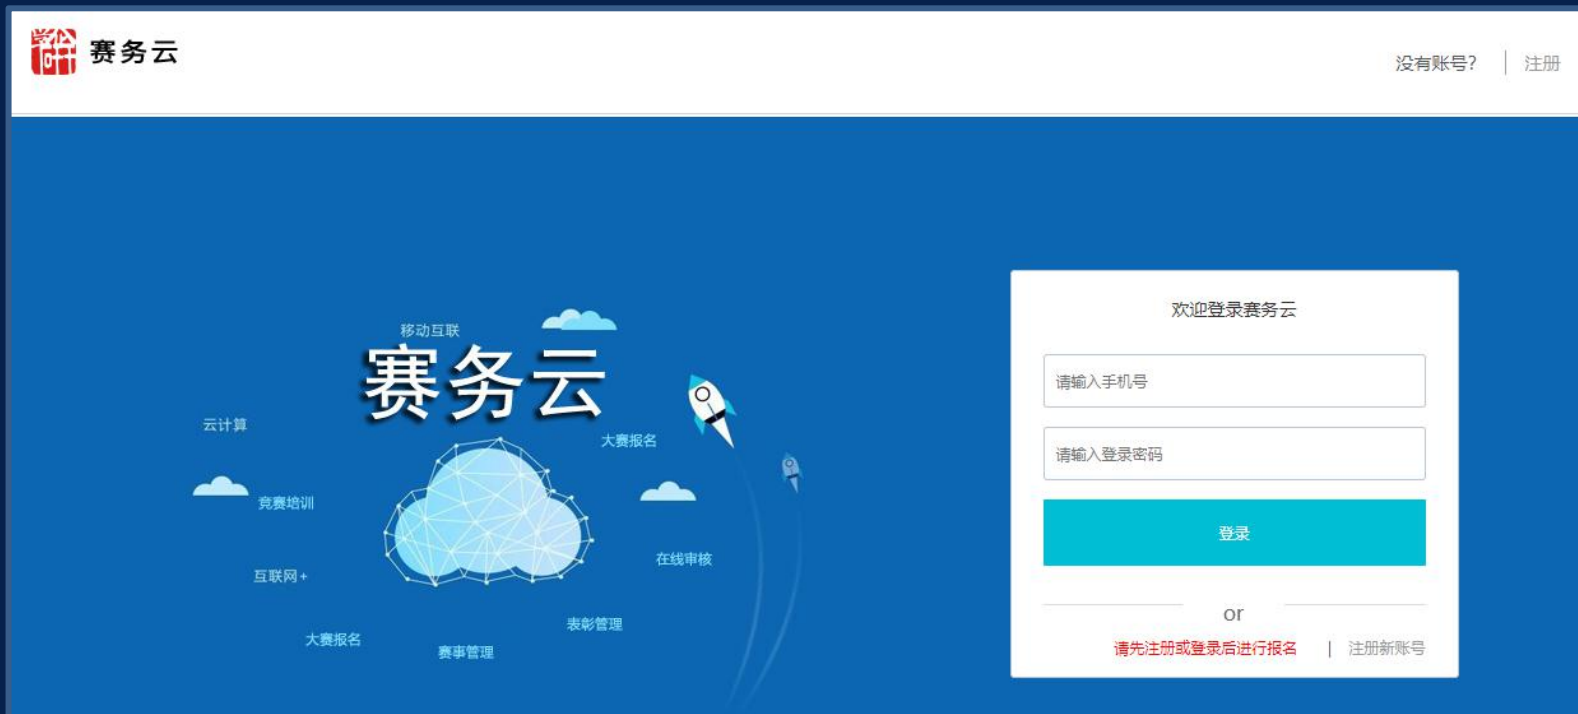 赛务云
没有账号? | 注册
移动互联
赛务云
云计算
大赛报名
竞赛培训
在线审核
互联网+
表彰管理
大赛报名
赛事管理
欢迎登录赛务云
请输入手机号
请输入登录密码
登录
or
请先注册或登录后进行报名 | 注册新账号